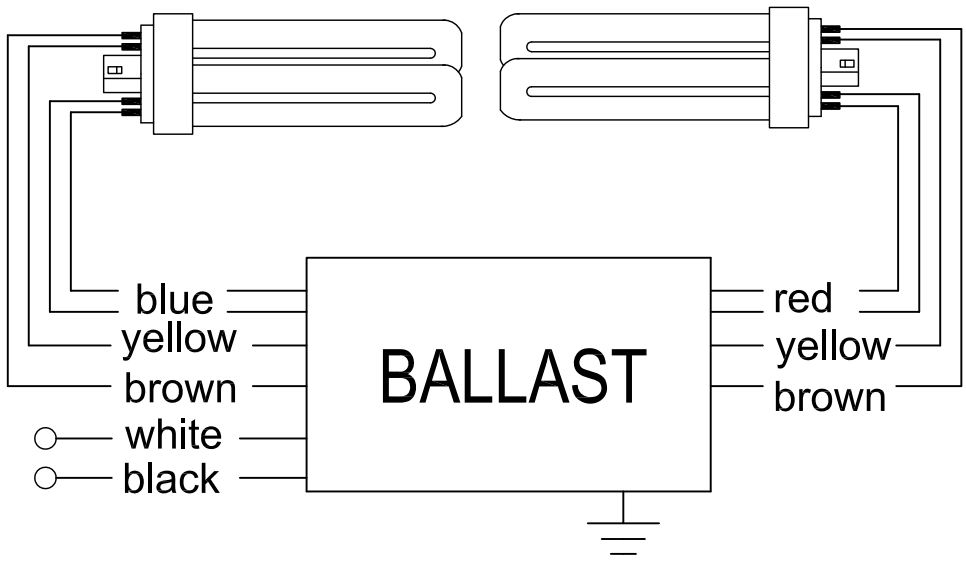 blue
yellow
brown
white
black
BALLAST
red
yellow
brown